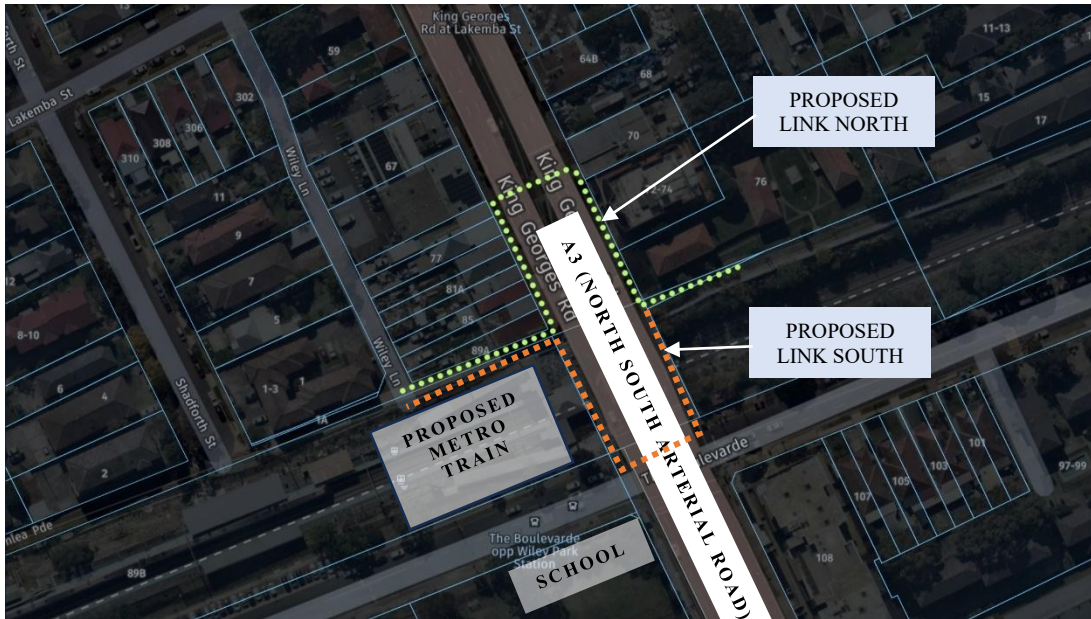 King Georges
Rd at Lakemba St
59
64B
68
11-13
15
17
Lakemba St
302
306
308
310
Wiley Ln
67
70
76
PROPOSED
LINK NORTH
King Georges Rd
11
9
7
5
1-3
1
1A
77
81A
85
89A
8-10
6
4
2
Shadforth St
Wiley Ln
A3 (NORTH SOUTH ARTERIAL ROAD)
PROPOSED
LINK SOUTH
PROPOSED
METRO
TRAIN
The Boulevarde
opp Wiley Park
Station
SCHOOL
89B
101
103
105
107
108
97-99